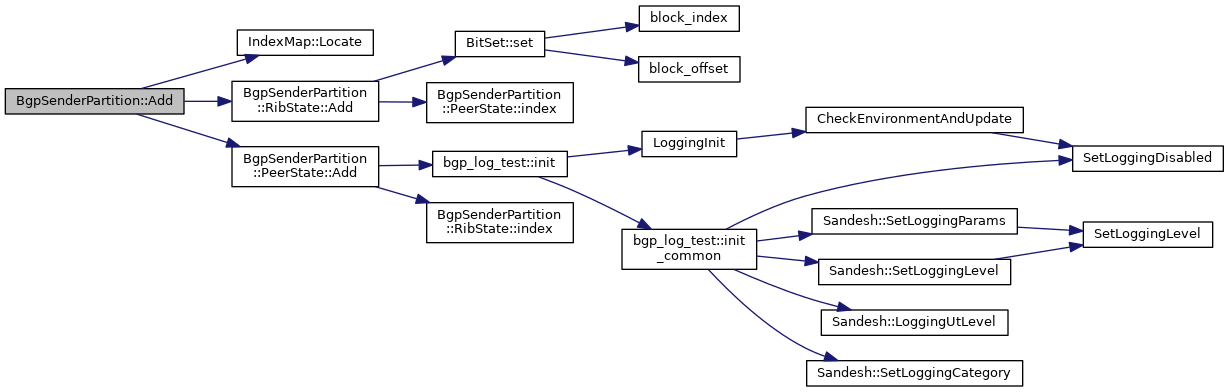 BgpSenderPartition::Add
IndexMap::Locate
BgpSenderPartition
::RibState::Add
BitSet::set
block_index
block_offset
BgpSenderPartition
::PeerState::index
BgpSenderPartition
::PeerState::Add
bgp_log_test::init
LoggingInit
CheckEnvironmentAndUpdate
SetLoggingDisabled
BgpSenderPartition
::RibState::index
bgp_log_test::init
_common
Sandesh::SetLoggingParams
SetLoggingLevel
Sandesh::SetLoggingLevel
Sandesh::LoggingUtLevel
Sandesh::SetLoggingCategory